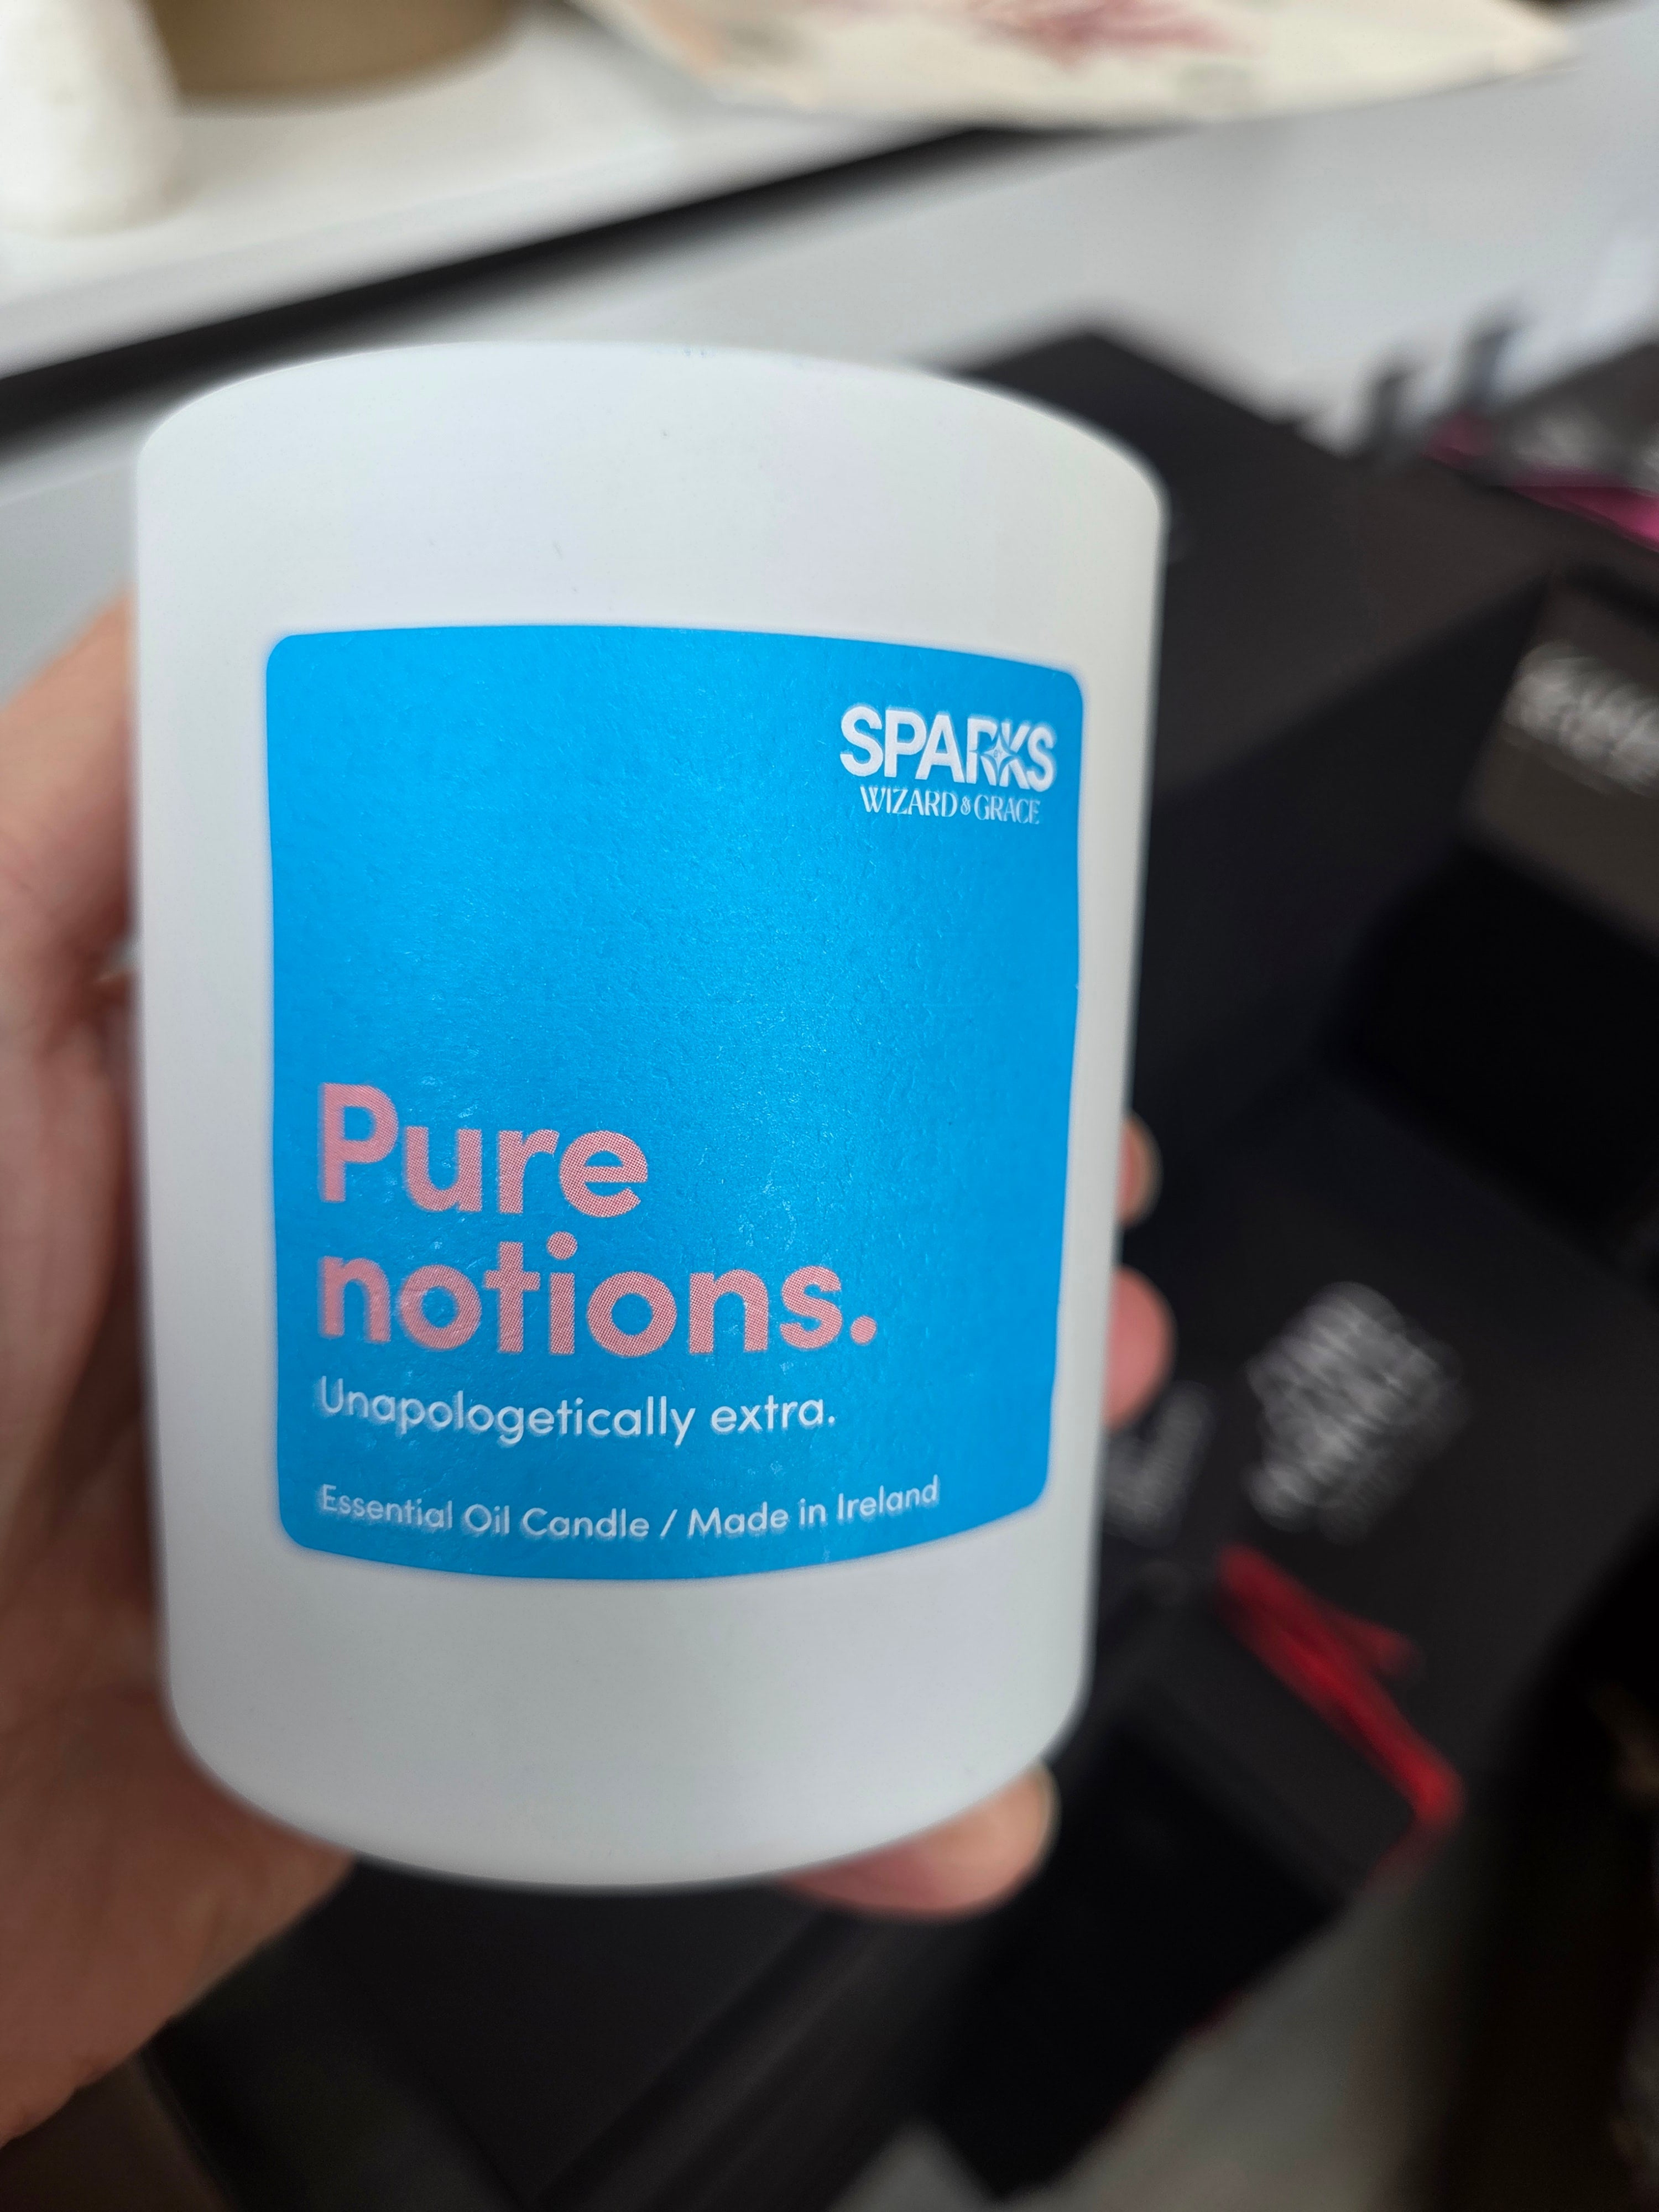 SPARKS
WIZARD & GRACE
Pure
notions.
Unapologetically extra.
Essential Oil Candle / Made in Ireland